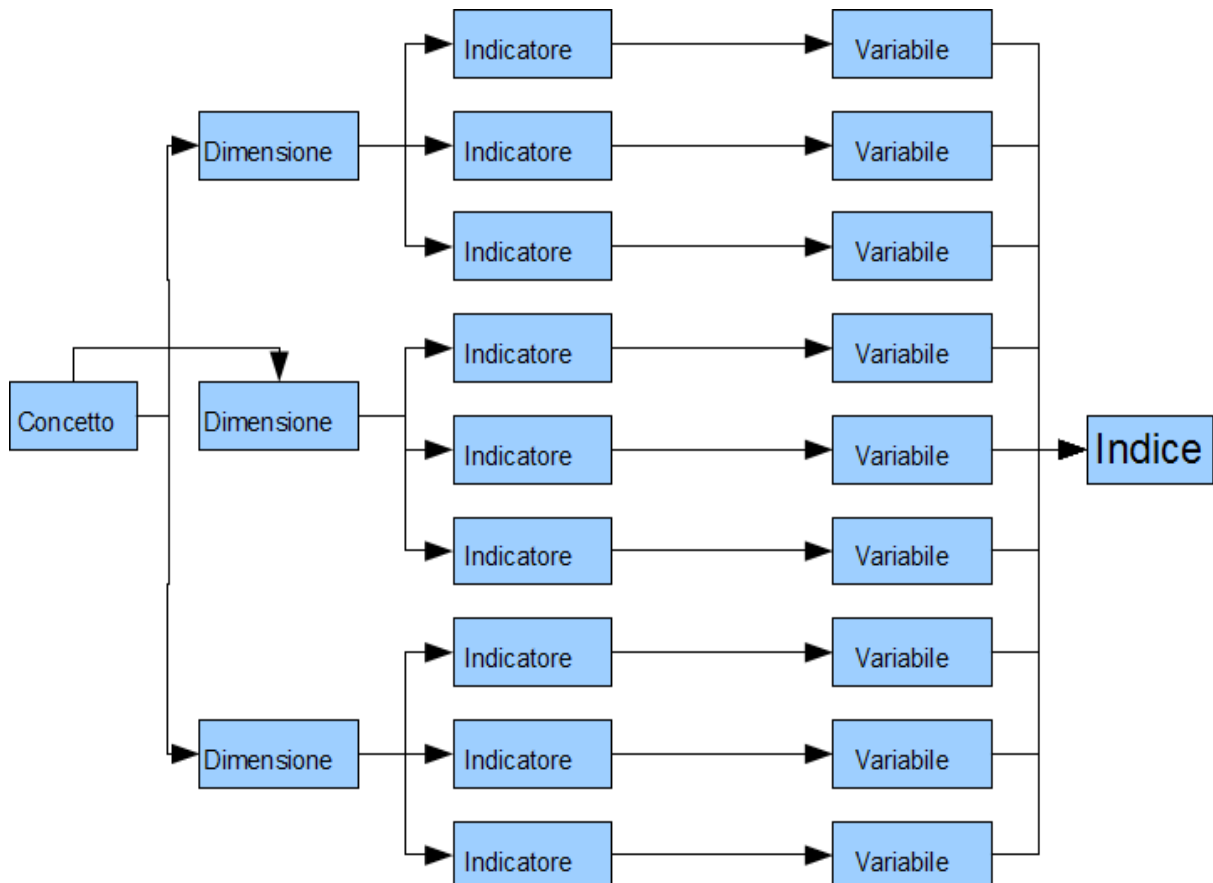 Indicatore
Variabile
Dimensione
Indicatore
Variabile
Indicatore
Variabile
Indicatore
Variabile
Concetto
Dimensione
Indicatore
Variabile
Indice
Indicatore
Variabile
Indicatore
Variabile
Dimensione
Indicatore
Variabile
Indicatore
Variabile